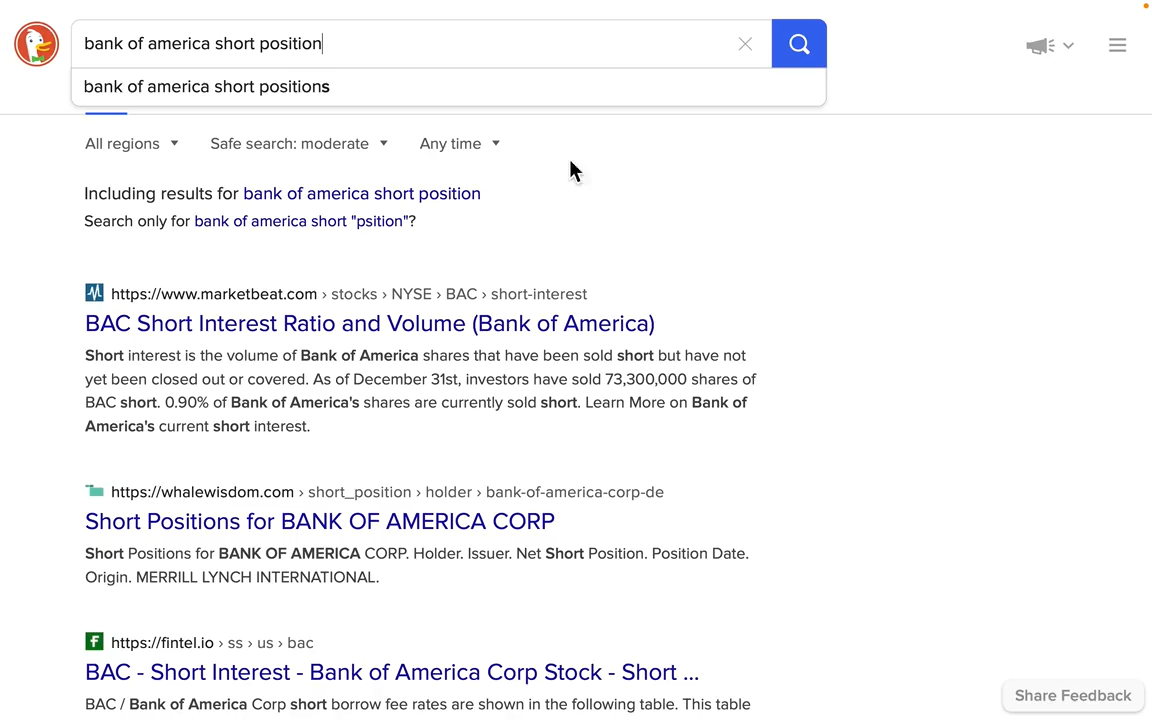 bank of america short position
bank of america short positions
All regions
Safe search: moderate
Any time
Including results for bank of america short position
Search only for bank of america short "psition"?
https://www.marketbeat.com › stocks › NYSE › BAC › short-interest
BAC Short Interest Ratio and Volume (Bank of America)
Short interest is the volume of Bank of America shares that have been sold short but have not
yet been closed out or covered. As of December 31st, investors have sold 73,300,000 shares of
BAC short. 0.90% of Bank of America's shares are currently sold short. Learn More on Bank of
America's current short interest.
https://whalewisdom.com › short_position › holder › bank-of-america-corp-de
Short Positions for BANK OF AMERICA CORP
Short Positions for BANK OF AMERICA CORP. Holder. Issuer. Net Short Position. Position Date.
Origin. MERRILL LYNCH INTERNATIONAL.
https://fintel.io › ss › us › bac
BAC - Short Interest - Bank of America Corp Stock - Short ...
BAC / Bank of America Corp short borrow fee rates are shown in the following table. This table
Share Feedback